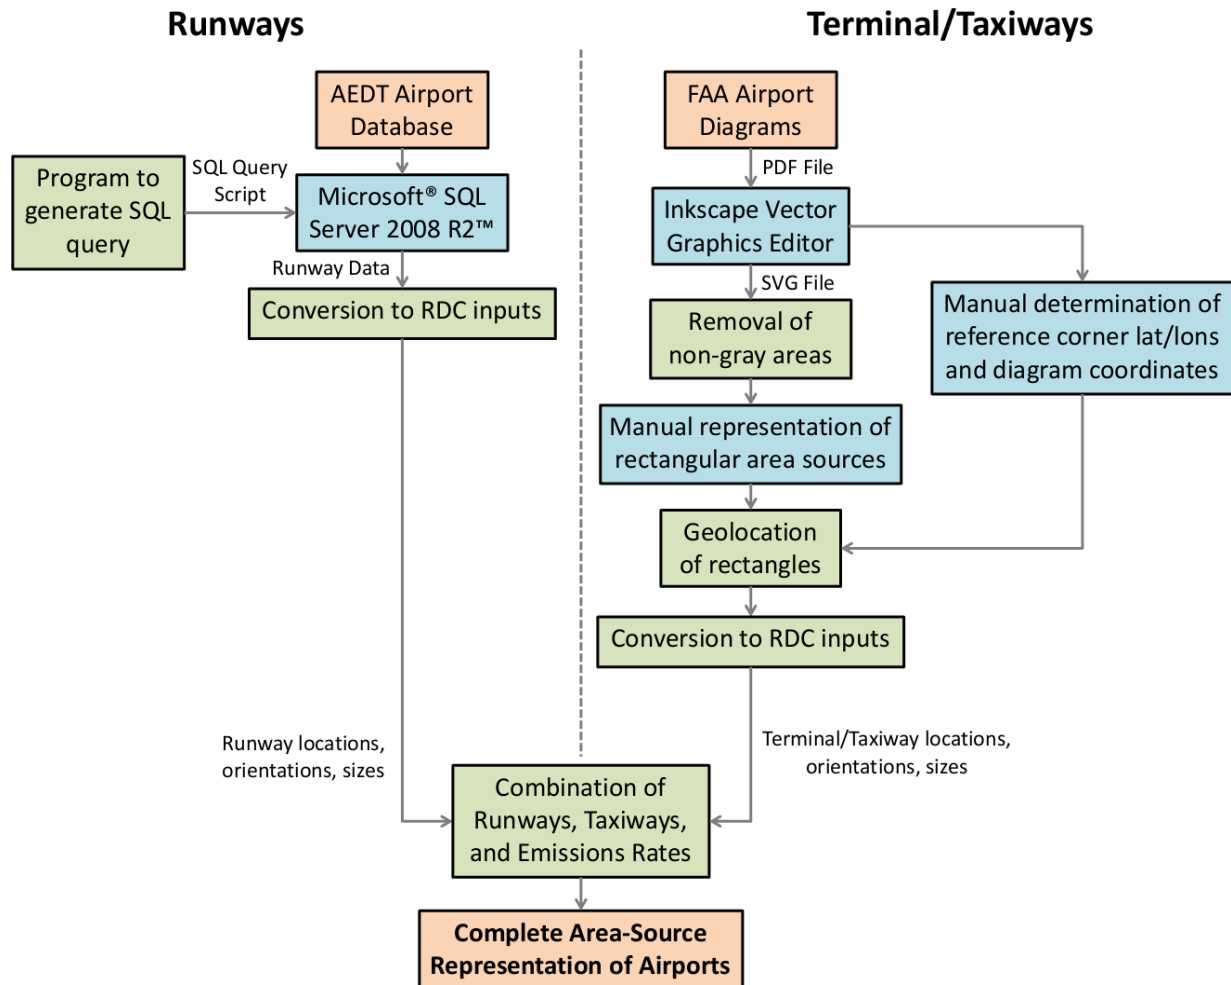 Runways
Terminal/Taxiways
AEDT Airport
Database
FAA Airport
Diagrams
SQL Query
Script
PDF File
Program to
generate SQL
query
Microsoft® SQL
Server 2008 R2™
Inkscape Vector
Graphics Editor
Runway Data
SVG File
Conversion to RDC inputs
Removal of
non-gray areas
Manual determination of
reference corner lat/lons
and diagram coordinates
Manual representation of
rectangular area sources
Geolocation
of rectangles
Conversion to RDC inputs
Runway locations,
orientations, sizes
Terminal/Taxiway locations,
orientations, sizes
Combination of
Runways, Taxiways,
and Emissions Rates
Complete Area-Source
Representation of Airports